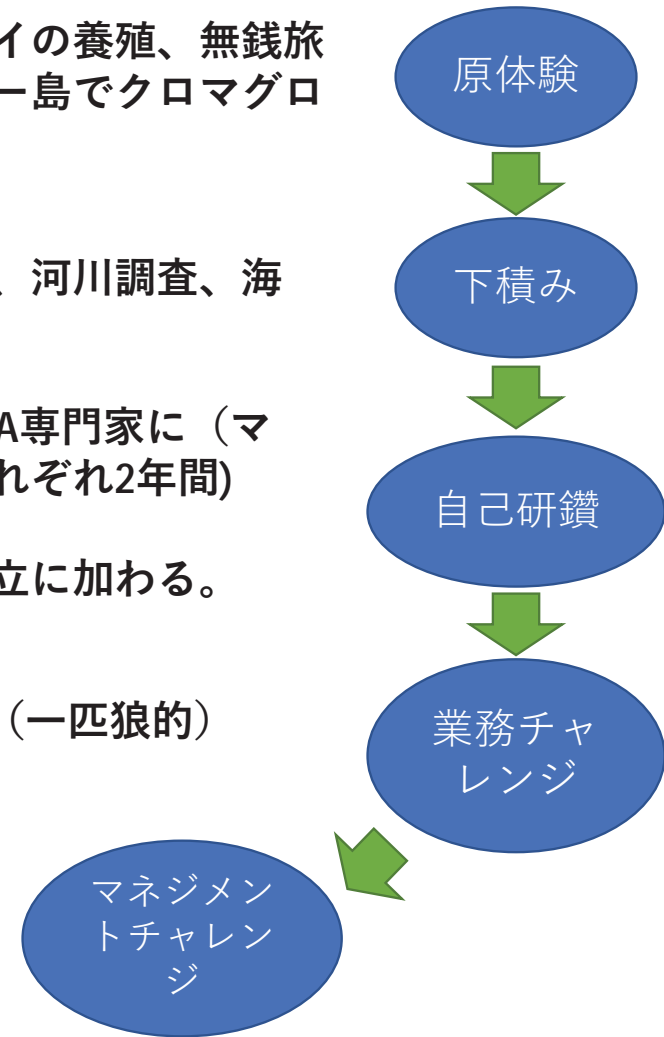 イの養殖、無銭旅
ー島でクロマグロ
原体験
、河川調査、海
下積み
A専門家に（マ
れぞれ2年間)
自己研鑽
立に加わる。
（一匹狼的）
業務チャ
レンジ
マネジメン
トチャレン
ジ